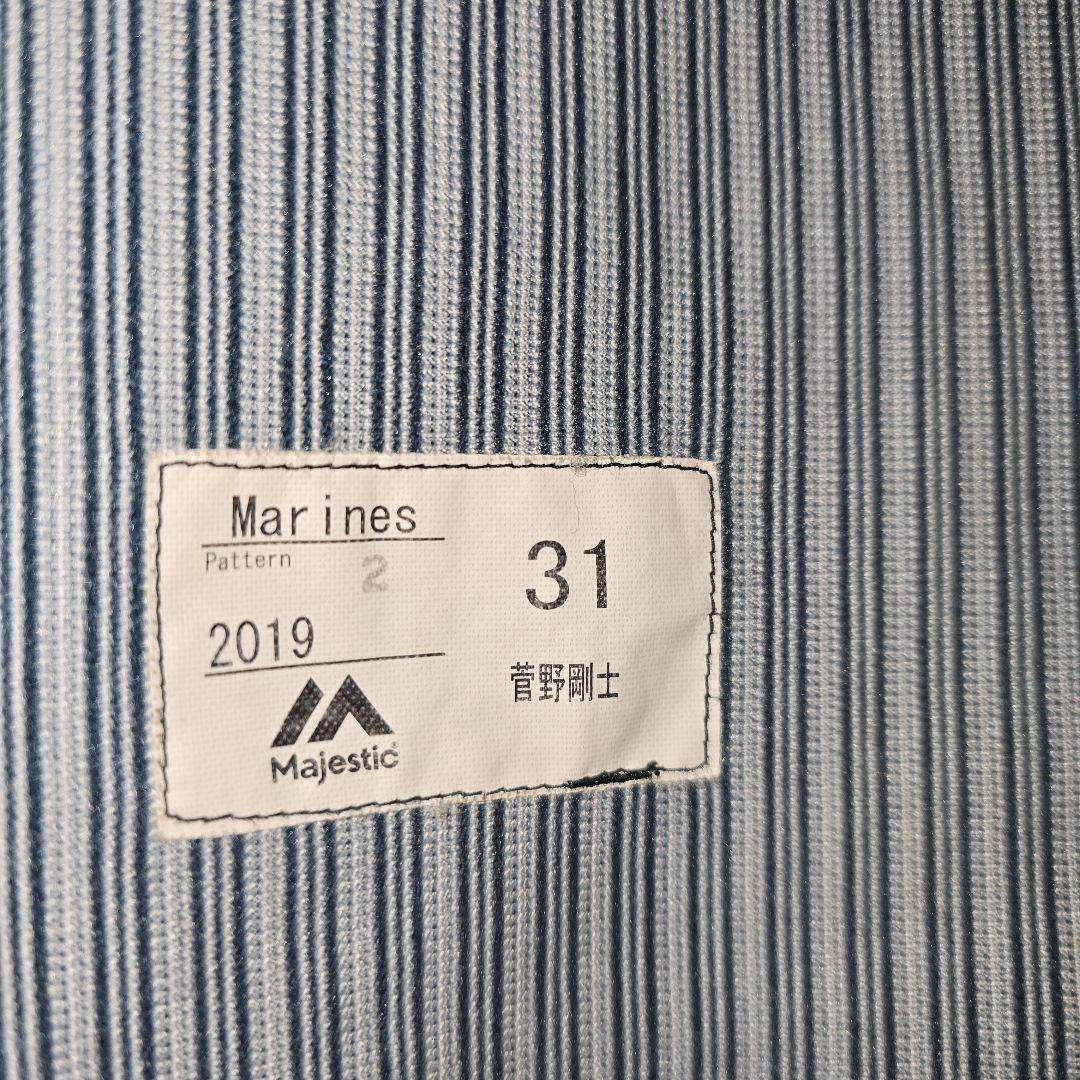 Marines
Pattern 2
2019
Majestic
31
菅野剛士